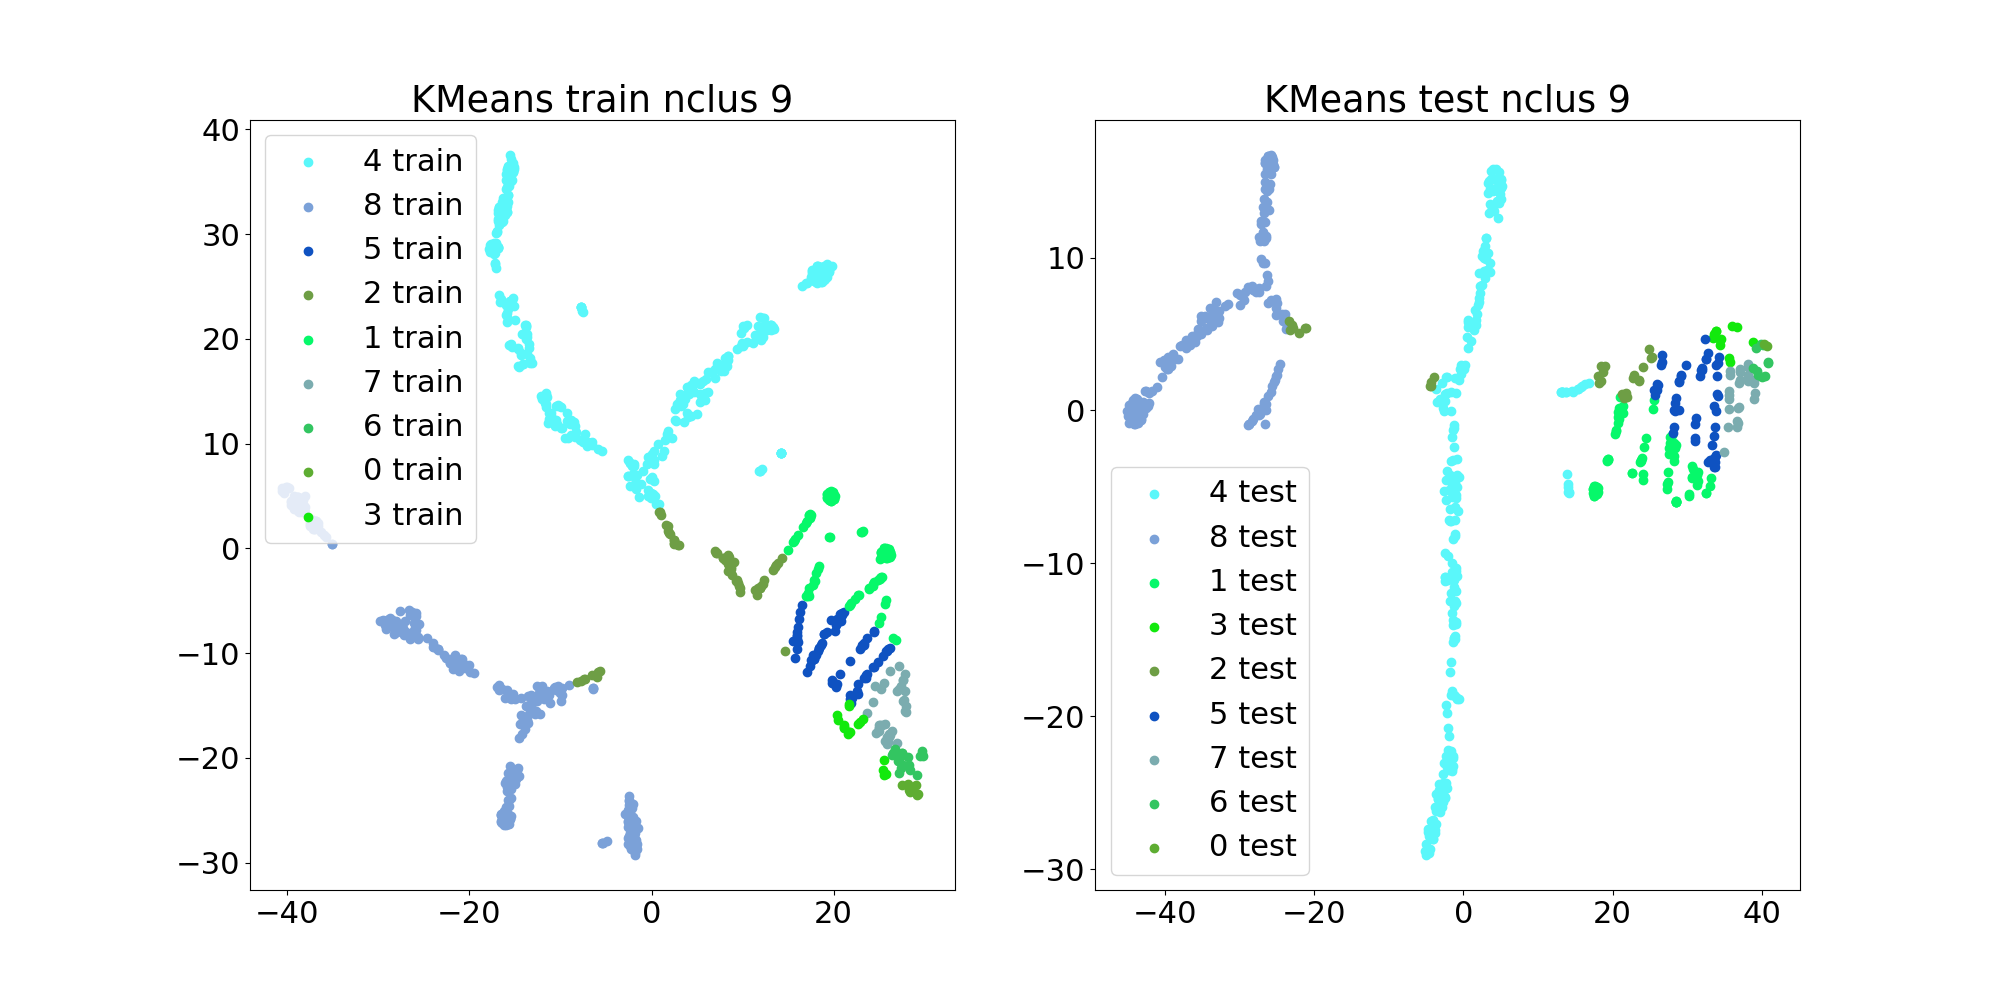 KMeans train nclus 9
40
30
20
10
0
−10
−20
−30
−40
−20
0
20
4 train
8 train
5 train
2 train
1 train
7 train
6 train
0 train
3 train
KMeans test nclus 9
10
0
−10
−20
−30
−40
−20
0
20
40
4 test
8 test
1 test
3 test
2 test
5 test
7 test
6 test
0 test